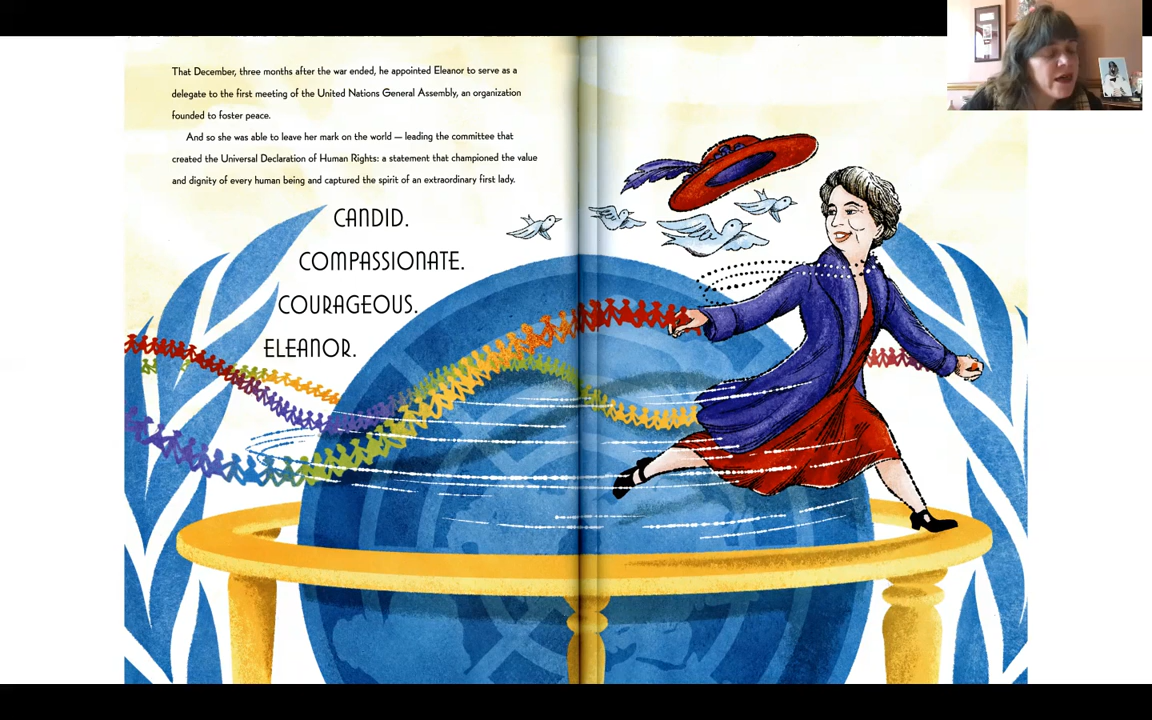 That December, three months after the war ended, he appointed Eleanor to serve as a
delegate to the first meeting of the United Nations General Assembly, an organization
founded to foster peace.
And so she was able to leave her mark on the world — leading the committee that
created the Universal Declaration of Human Rights: a statement that championed the value
and dignity of every human being and captured the spirit of an extraordinary first lady.
CANDID.
COMPASSIONATE.
COURAGEOUS.
ELEANOR.